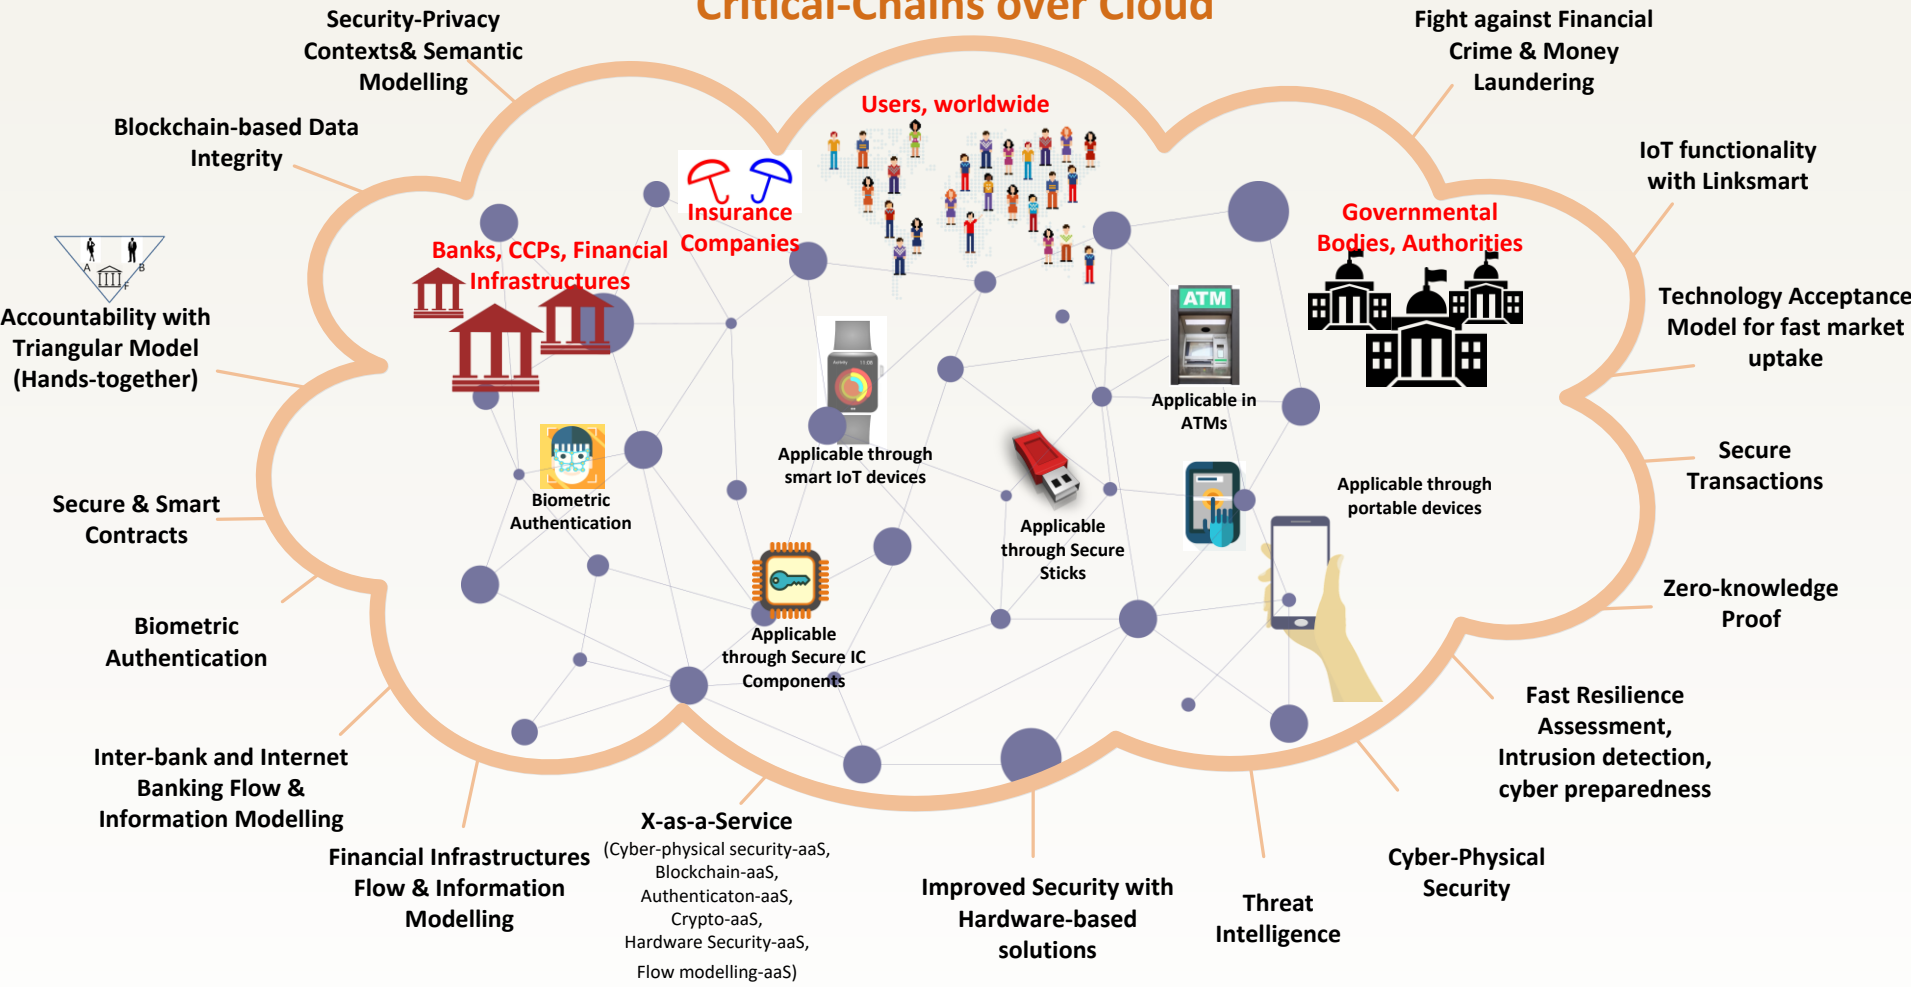 Critical-Chains over Cloud
Security-Privacy
Contexts& Semantic
Modelling
Fight against Financial
Crime & Money
Laundering
Blockchain-based Data
Integrity
IoT functionality
with Linksmart
A
B
F
Accountability with
Triangular Model
(Hands-together)
Technology Acceptance
Model for fast market
uptake
Secure & Smart
Contracts
Secure
Transactions
Biometric
Authentication
Zero-knowledge
Proof
Inter-bank and Internet
Banking Flow &
Information Modelling
Fast Resilience
Assessment,
Intrusion detection,
cyber preparedness
Financial Infrastructures
Flow & Information
Modelling
X-as-a-Service
(Cyber-physical security-aaS,
Blockchain-aaS,
Authenticaton-aaS,
Crypto-aaS,
Hardware Security-aaS,
Flow modelling-aaS)
Improved Security with
Hardware-based
solutions
Threat
Intelligence
Cyber-Physical
Security
Users, worldwide
Insurance
Companies
Banks, CCPs, Financial
Infrastructures
Governmental
Bodies, Authorities
ATM
Applicable in
ATMs
Applicable through
smart IoT devices
Biometric
Authentication
Applicable
through Secure
Sticks
Applicable through
portable devices
Applicable
through Secure IC
Components